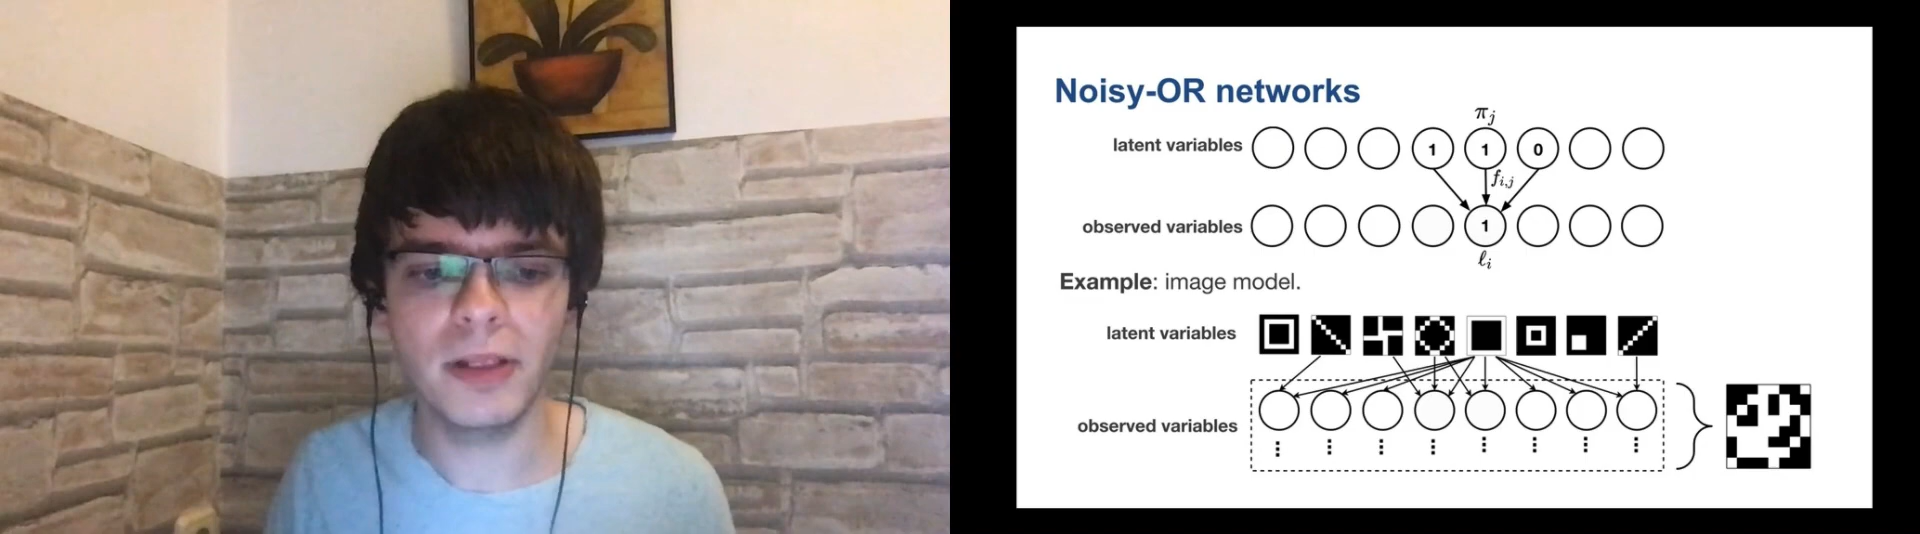 Noisy-OR networks
π_j
latent variables 1 1 0
f_{i,j}
observed variables 1
ℓ_i
Example: image model.
latent variables
observed variables